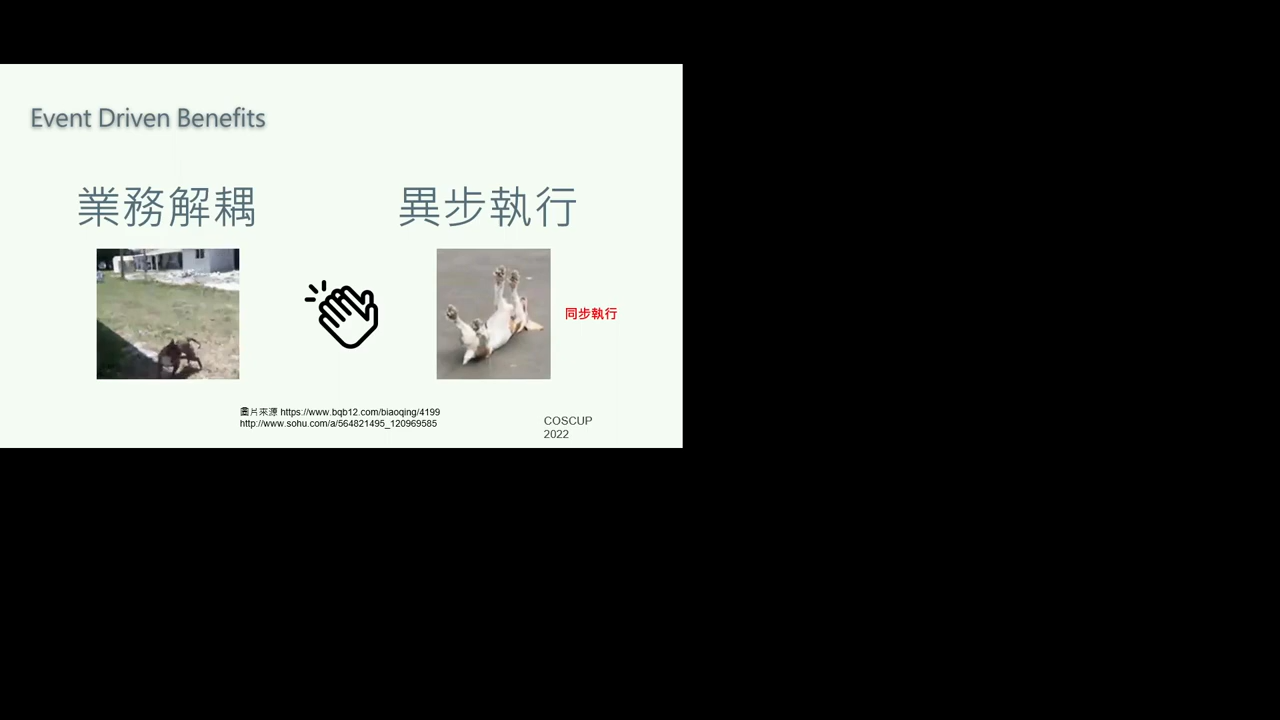 Event Driven Benefits
業務解耦
異步執行
同步執行
圖片來源 https://www.bqb12.com/biaoqing/4199
http://www.sohu.com/a/564821495_120969585
COSCUP
2022